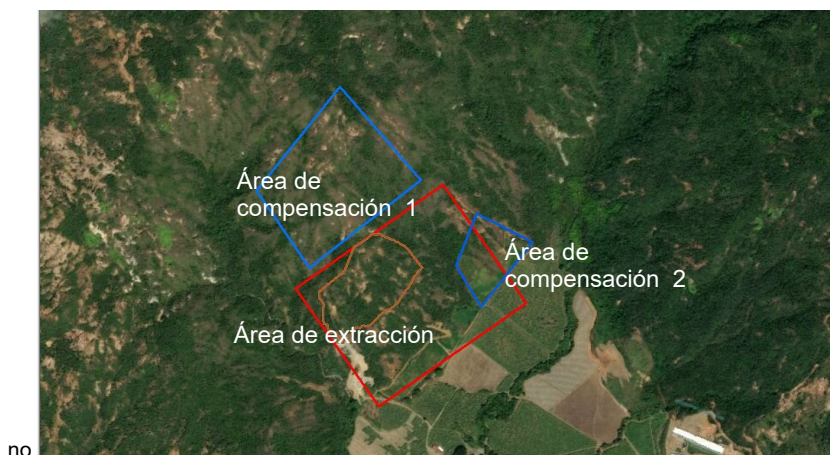 Área de
compensación 1
Área de
compensación 2
Área de extracción
no